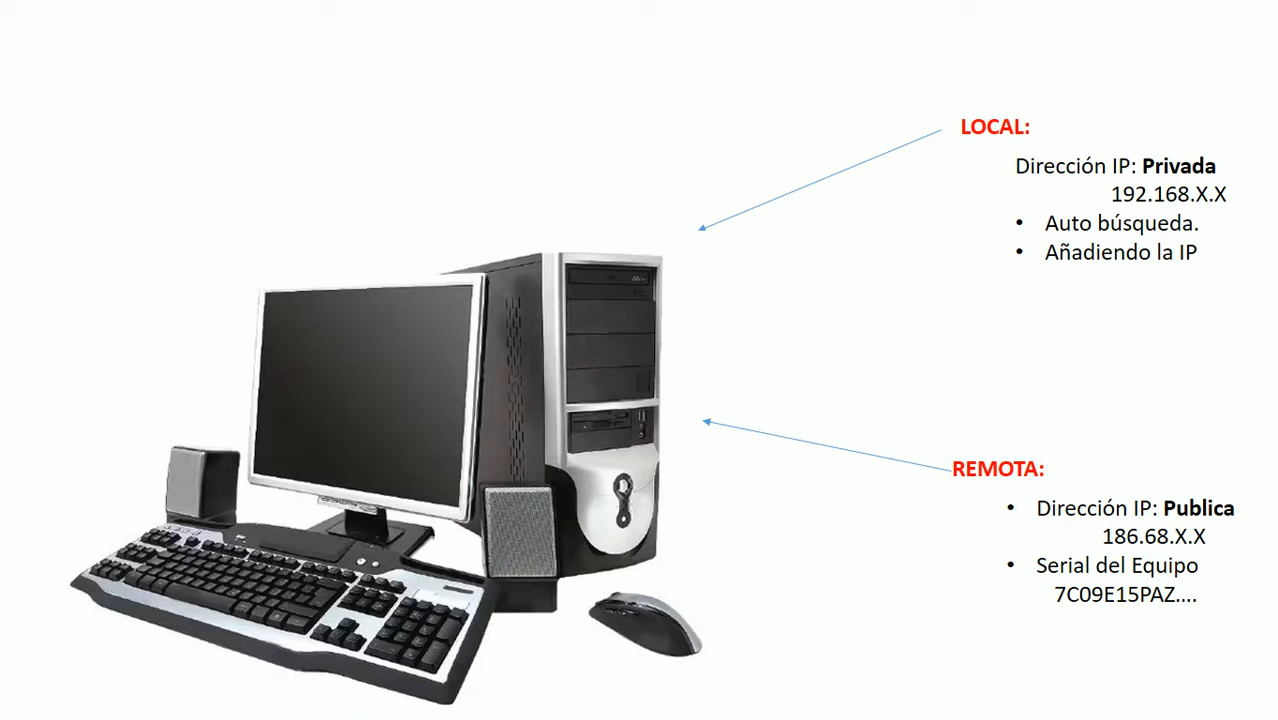 LOCAL:
Dirección IP: Privada
192.168.X.X
• Auto búsqueda.
• Añadiendo la IP
REMOTA:
• Dirección IP: Publica
186.68.X.X
• Serial del Equipo
7C09E15PAZ....